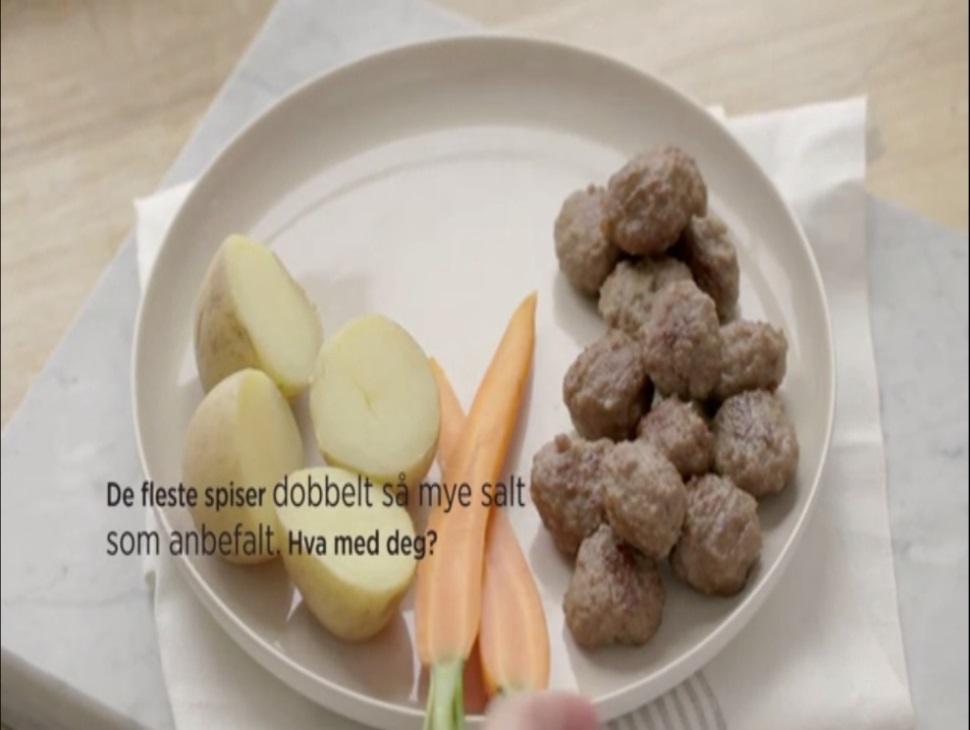 De fleste spiser dobbelt så mye salt
som anbefalt. Hva med deg?